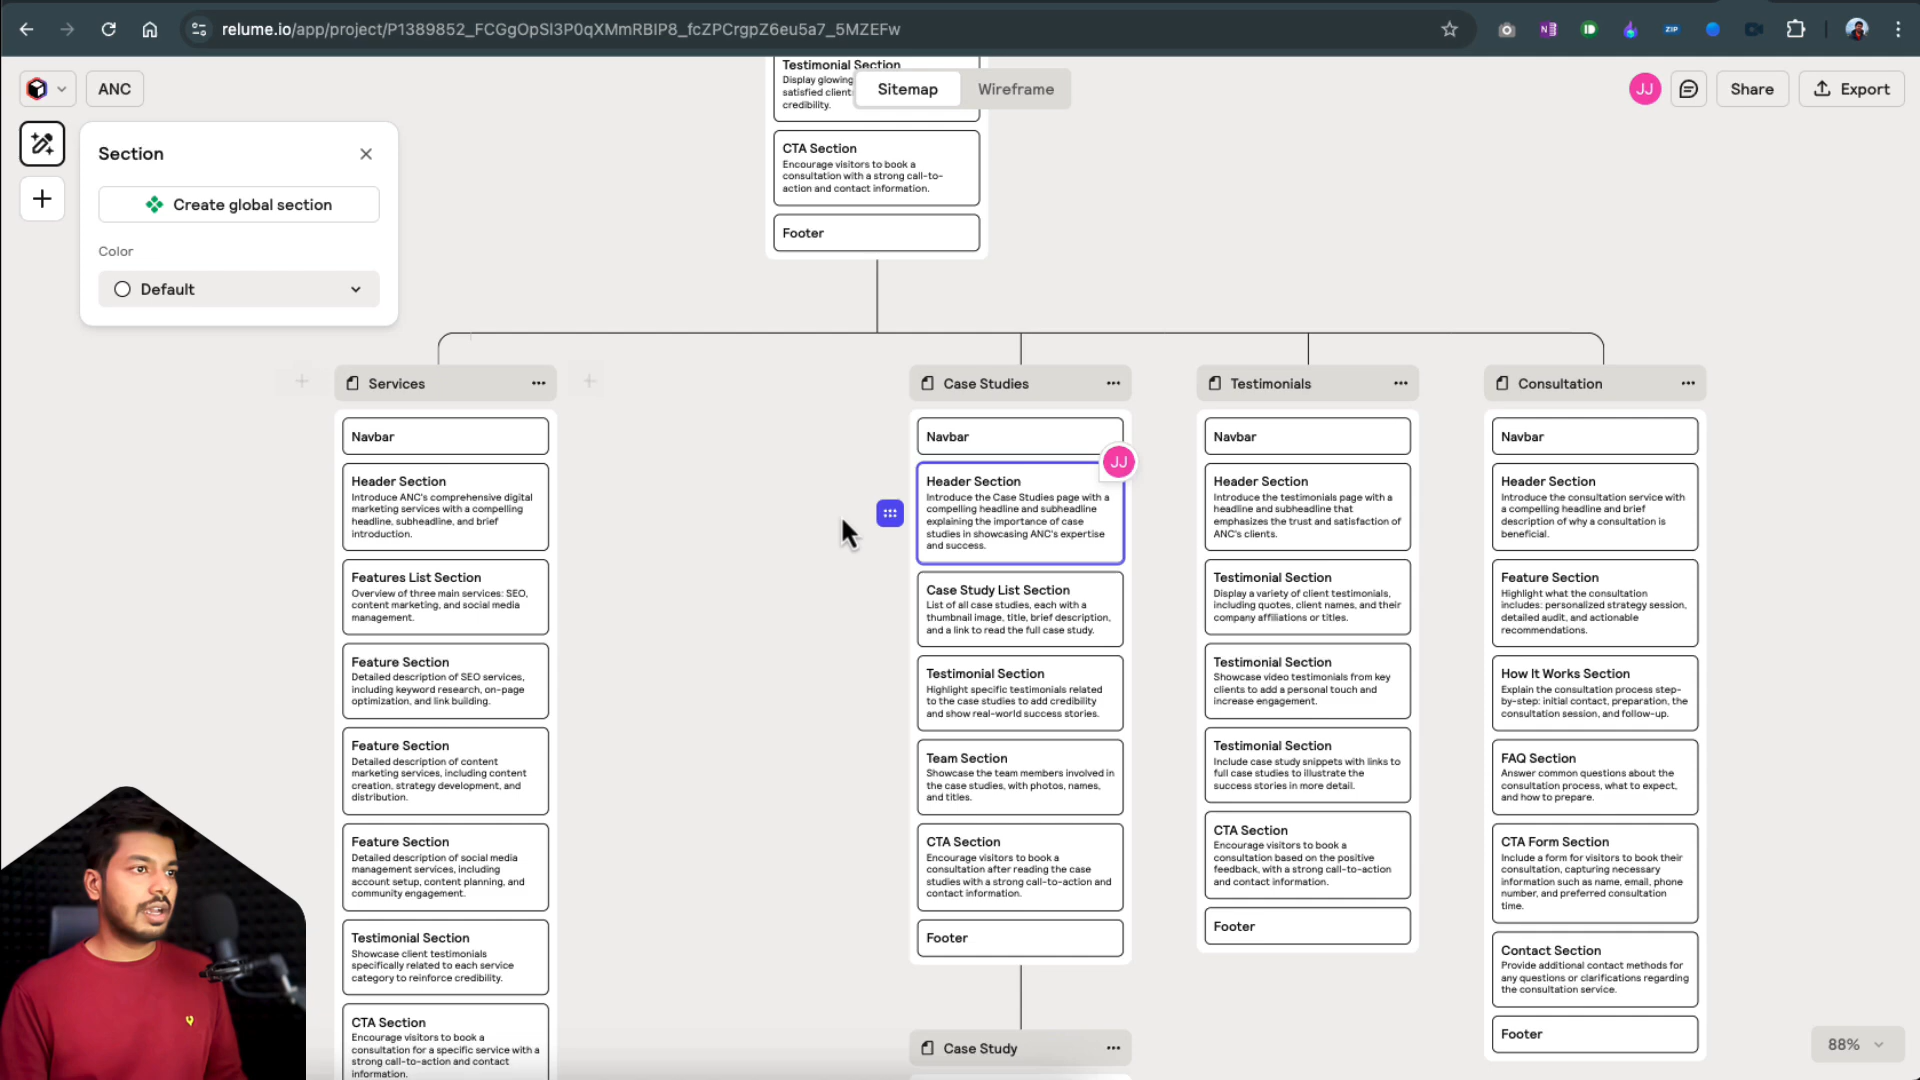 relume.io/app/project/P1389852_FCGgOpSI3P0qXMmRBIP8_fcZPCrgpZ6eu5a7_5MZEFw
ANC
Sitemap
Wireframe
JJ
Share
Export
Section
Create global section
Color
Default
Testimonial Section
Display glowing
satisfied client
credibility.
CTA Section
Encourage visitors to book a
consultation with a strong call-to-
action and contact information.
Footer
Services
Navbar
Header Section
Introduce ANC's comprehensive digital
marketing services with a compelling
headline, subheadline, and brief
introduction.
Features List Section
Overview of three main services: SEO,
content marketing, and social media
management.
Feature Section
Detailed description of SEO services,
including keyword research, on-page
optimization, and link building.
Feature Section
Detailed description of content
marketing services, including content
creation, strategy development, and
distribution.
Feature Section
Detailed description of social media
management services, including
account setup, content planning, and
community engagement.
Testimonial Section
Showcase client testimonials
specifically related to each service
category to reinforce credibility.
CTA Section
Encourage visitors to book a
consultation for a specific service with a
strong call-to-action and contact
information.
Case Studies
Navbar
JJ
Header Section
Introduce the Case Studies page with a
compelling headline and subheadline
explaining the importance of case
studies in showcasing ANC's expertise
and success.
Case Study List Section
List of all case studies, each with a
thumbnail image, title, brief description,
and a link to read the full case study.
Testimonial Section
Highlight specific testimonials related
to the case studies to add credibility
and show real-world success stories.
Team Section
Showcase the team members involved in
the case studies, with photos, names,
and titles.
CTA Section
Encourage visitors to book a
consultation after reading the case
studies with a strong call-to-action and
contact information.
Footer
Case Study
Testimonials
Navbar
Header Section
Introduce the testimonials page with a
headline and subheadline that
emphasizes the trust and satisfaction of
ANC's clients.
Testimonial Section
Display a variety of client testimonials,
including quotes, client names, and their
company affiliations or titles.
Testimonial Section
Showcase video testimonials from key
clients to add a personal touch and
increase engagement.
Testimonial Section
Include case study snippets with links to
full case studies to illustrate the
success stories in more detail.
CTA Section
Encourage visitors to book a
consultation based on the positive
feedback, with a strong call-to-action
and contact information.
Footer
Consultation
Navbar
Header Section
Introduce the consultation service with
a compelling headline and brief
description of why a consultation is
beneficial.
Feature Section
Highlight what the consultation
includes: personalized strategy session,
detailed audit, and actionable
recommendations.
How It Works Section
Explain the consultation process step-
by-step: initial contact, preparation, the
consultation session, and follow-up.
FAQ Section
Answer common questions about the
consultation process, what to expect,
and how to prepare.
CTA Form Section
Include a form for visitors to book their
consultation, capturing necessary
information such as name, email, phone
number, and preferred consultation
time.
Contact Section
Provide additional contact methods for
any questions or clarifications regarding
the consultation service.
Footer
88%